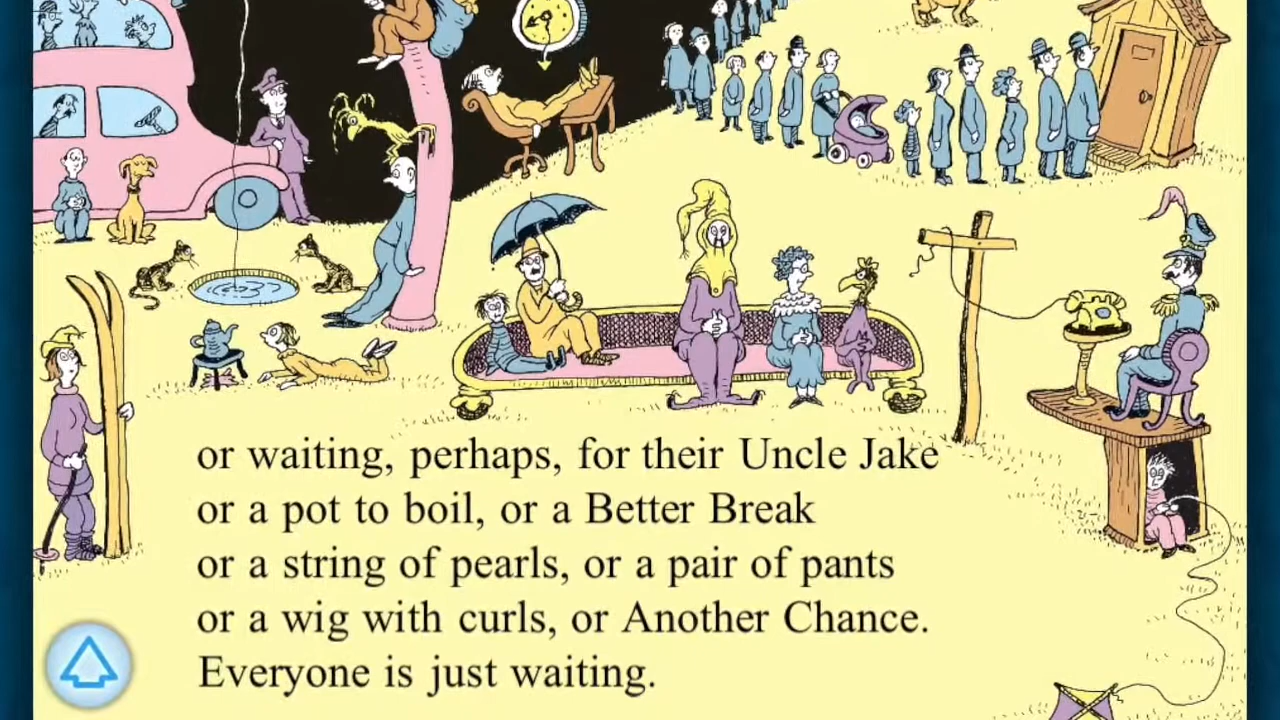 or waiting, perhaps, for their Uncle Jake
or a pot to boil, or a Better Break
or a string of pearls, or a pair of pants
or a wig with curls, or Another Chance.
Everyone is just waiting.